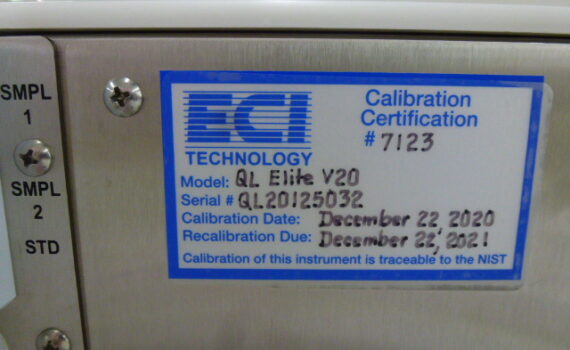 SMPL
1
SMPL
2
STD
ECI
TECHNOLOGY
Calibration
Certification
# 7123
Model: QL Elite V20
Serial # QL20125032
Calibration Date: December 22 2020
Recalibration Due: December 22, 2021
Calibration of this instrument is traceable to the NIST